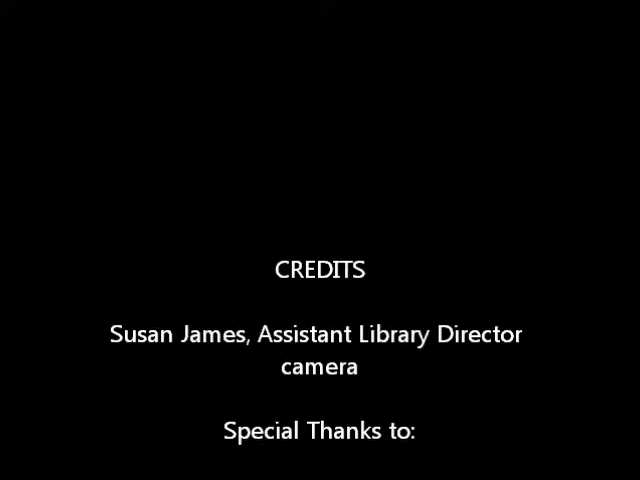 CREDITS
Susan James, Assistant Library Director
camera
Special Thanks to: